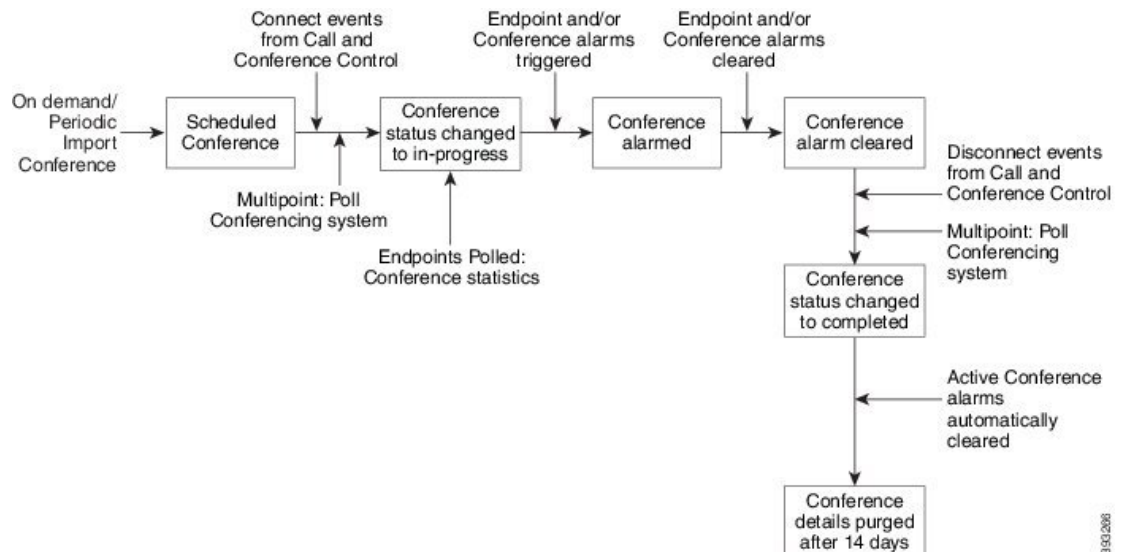 Connect events
from Call and
Conference Control
Endpoint and/or
Conference alarms
triggered
Endpoint and/or
Conference alarms
cleared
On demand/
Periodic
Import
Conference
Scheduled
Conference
Conference
status changed
to in-progress
Conference
alarmed
Conference
alarm cleared
Multipoint: Poll
Conferencing system
Endpoints Polled:
Conference statistics
Disconnect events
from Call and
Conference Control
Multipoint: Poll
Conferencing
system
Conference
status changed
to completed
Active Conference
alarms
automatically
cleared
Conference
details purged
after 14 days
393266